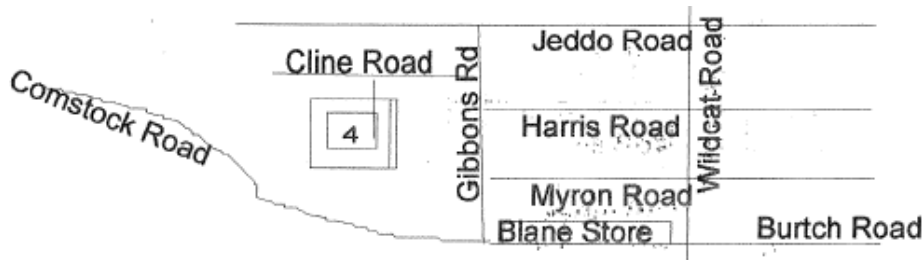 Jeddo Road
Cline Road
Gibbons Rd
Wildcat Road
Comstock Road
4
Harris Road
Myron Road
Blane Store
Burtch Road